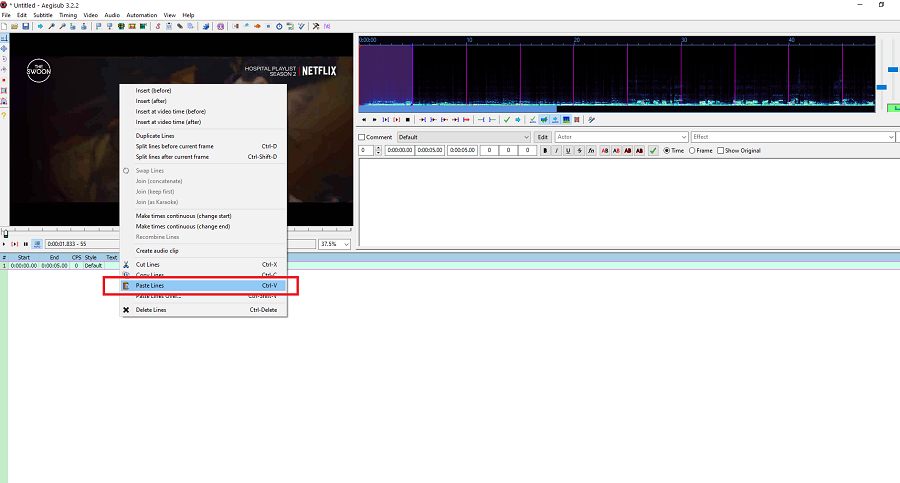 * Untitled - Aegisub 3.2.2
File Edit Subtitle Timing Video Audio Automation View Help
THE SWOON
HOSPITAL PLAYLIST
SEASON 2
NETFLIX
0:00:00 10 20 30 40
Insert (before)
Insert (after)
Insert at video time (before)
Insert at video time (after)
Duplicate Lines
Split lines before current frame Ctrl-D
Split lines after current frame Ctrl-Shift-D
Swap Lines
Join (concatenate)
Join (keep first)
Join (as Karaoke)
Make times continuous (change start)
Make times continuous (change end)
Recombine Lines
Create audio clip
Cut Lines Ctrl-X
Copy Lines Ctrl-C
Paste Lines Ctrl-V
Paste Lines Over... Ctrl-Shift-V
Delete Lines Ctrl-Delete
Comment Default Edit Actor Effect
0 0:00:00.00 0:00:05.00 0:00:05.00 0 0 0 B I U S fn AB AB AB AB Time Frame Show Original
0:00:01.833 - 55 37.5%
# Start End CPS Style Text
1 0:00:00.00 0:00:05.00 0 Default